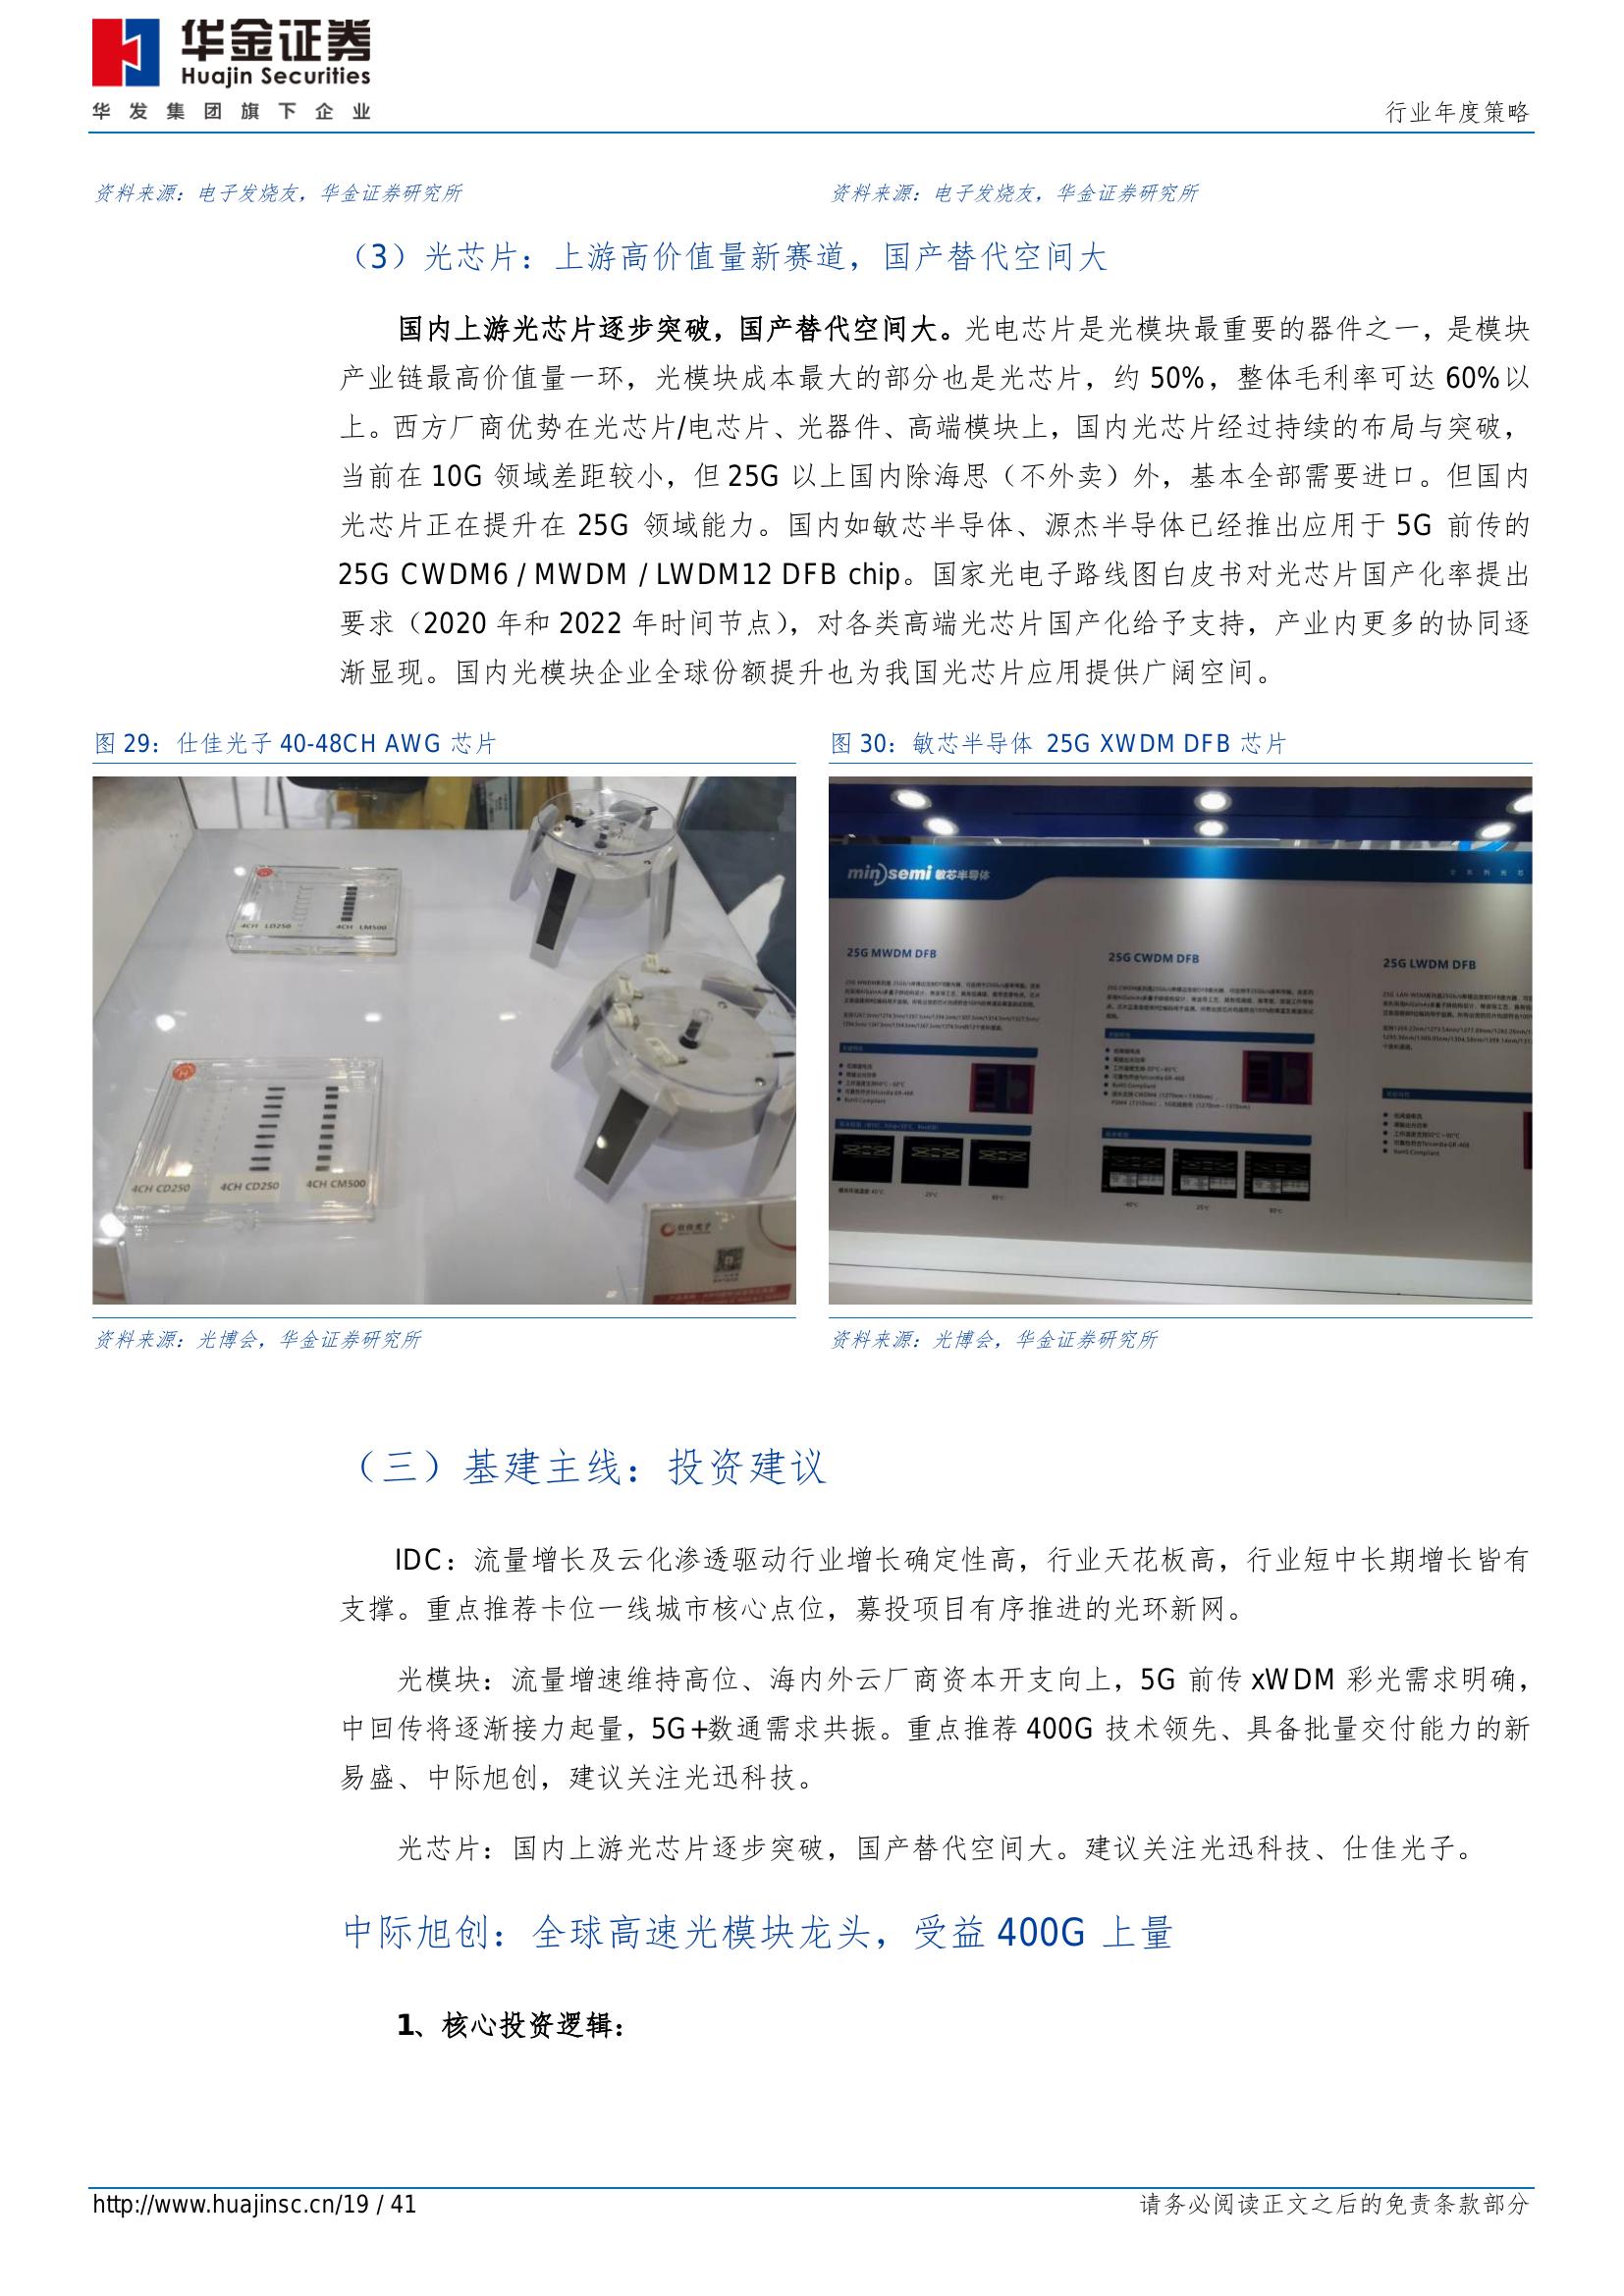 华金证券
Huajin Securities
华发集团旗下企业
行业年度策略
资料来源：电子发烧友，华金证券研究所
资料来源：电子发烧友，华金证券研究所
（3）光芯片：上游高价值量新赛道，国产替代空间大
国内上游光芯片逐步突破，国产替代空间大。光电芯片是光模块最重要的器件之一，是模块
产业链最高价值量一环，光模块成本最大的部分也是光芯片，约 50%，整体毛利率可达 60%以
上。西方厂商优势在光芯片/电芯片、光器件、高端模块上，国内光芯片经过持续的布局与突破，
当前在 10G 领域差距较小，但 25G 以上国内除海思（不外卖）外，基本全部需要进口。但国内
光芯片正在提升在 25G 领域能力。国内如敏芯半导体、源杰半导体已经推出应用于 5G 前传的
25G CWDM6 / MWDM / LWDM12 DFB chip。国家光电子路线图白皮书对光芯片国产化率提出
要求（2020 年和 2022 年时间节点），对各类高端光芯片国产化给予支持，产业内更多的协同逐
渐显现。国内光模块企业全球份额提升也为我国光芯片应用提供广阔空间。
图 29：仕佳光子 40-48CH AWG 芯片
图 30：敏芯半导体 25G XWDM DFB 芯片
4CH LD250
4CH LM500
4CH CD250
4CH CD250
4CH CM500
仕佳光子
min)semi 敏芯半导体
25G MWDM DFB
25G CWDM DFB
25G LWDM DFB
资料来源：光博会，华金证券研究所
资料来源：光博会，华金证券研究所
（三）基建主线：投资建议
IDC：流量增长及云化渗透驱动行业增长确定性高，行业天花板高，行业短中长期增长皆有
支撑。重点推荐卡位一线城市核心点位，募投项目有序推进的光环新网。
光模块：流量增速维持高位、海内外云厂商资本开支向上，5G 前传 xWDM 彩光需求明确，
中回传将逐渐接力起量，5G+数通需求共振。重点推荐 400G 技术领先、具备批量交付能力的新
易盛、中际旭创，建议关注光迅科技。
光芯片：国内上游光芯片逐步突破，国产替代空间大。建议关注光迅科技、仕佳光子。
中际旭创：全球高速光模块龙头，受益 400G 上量
1、核心投资逻辑：
http://www.huajinsc.cn/19 / 41
请务必阅读正文之后的免责条款部分